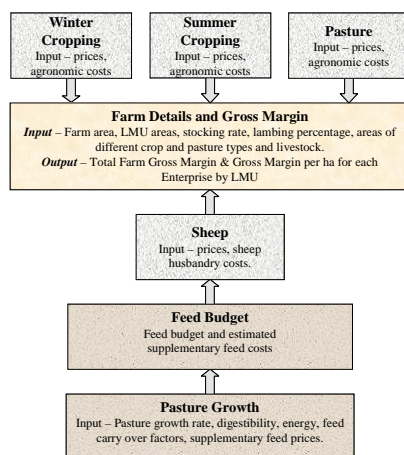 Winter
Cropping
Input – prices,
agronomic costs
Summer
Cropping
Input – prices,
agronomic costs
Pasture
Input – prices,
agronomic costs
Farm Details and Gross Margin
Input – Farm area, LMU areas, stocking rate, lambing percentage, areas of
different crop and pasture types and livestock.
Output – Total Farm Gross Margin & Gross Margin per ha for each
Enterprise by LMU
Sheep
Input – prices, sheep
husbandry costs.
Feed Budget
Feed budget and estimated
supplementary feed costs
Pasture Growth
Input – Pasture growth rate, digestibility, energy, feed
carry over factors, supplementary feed prices.